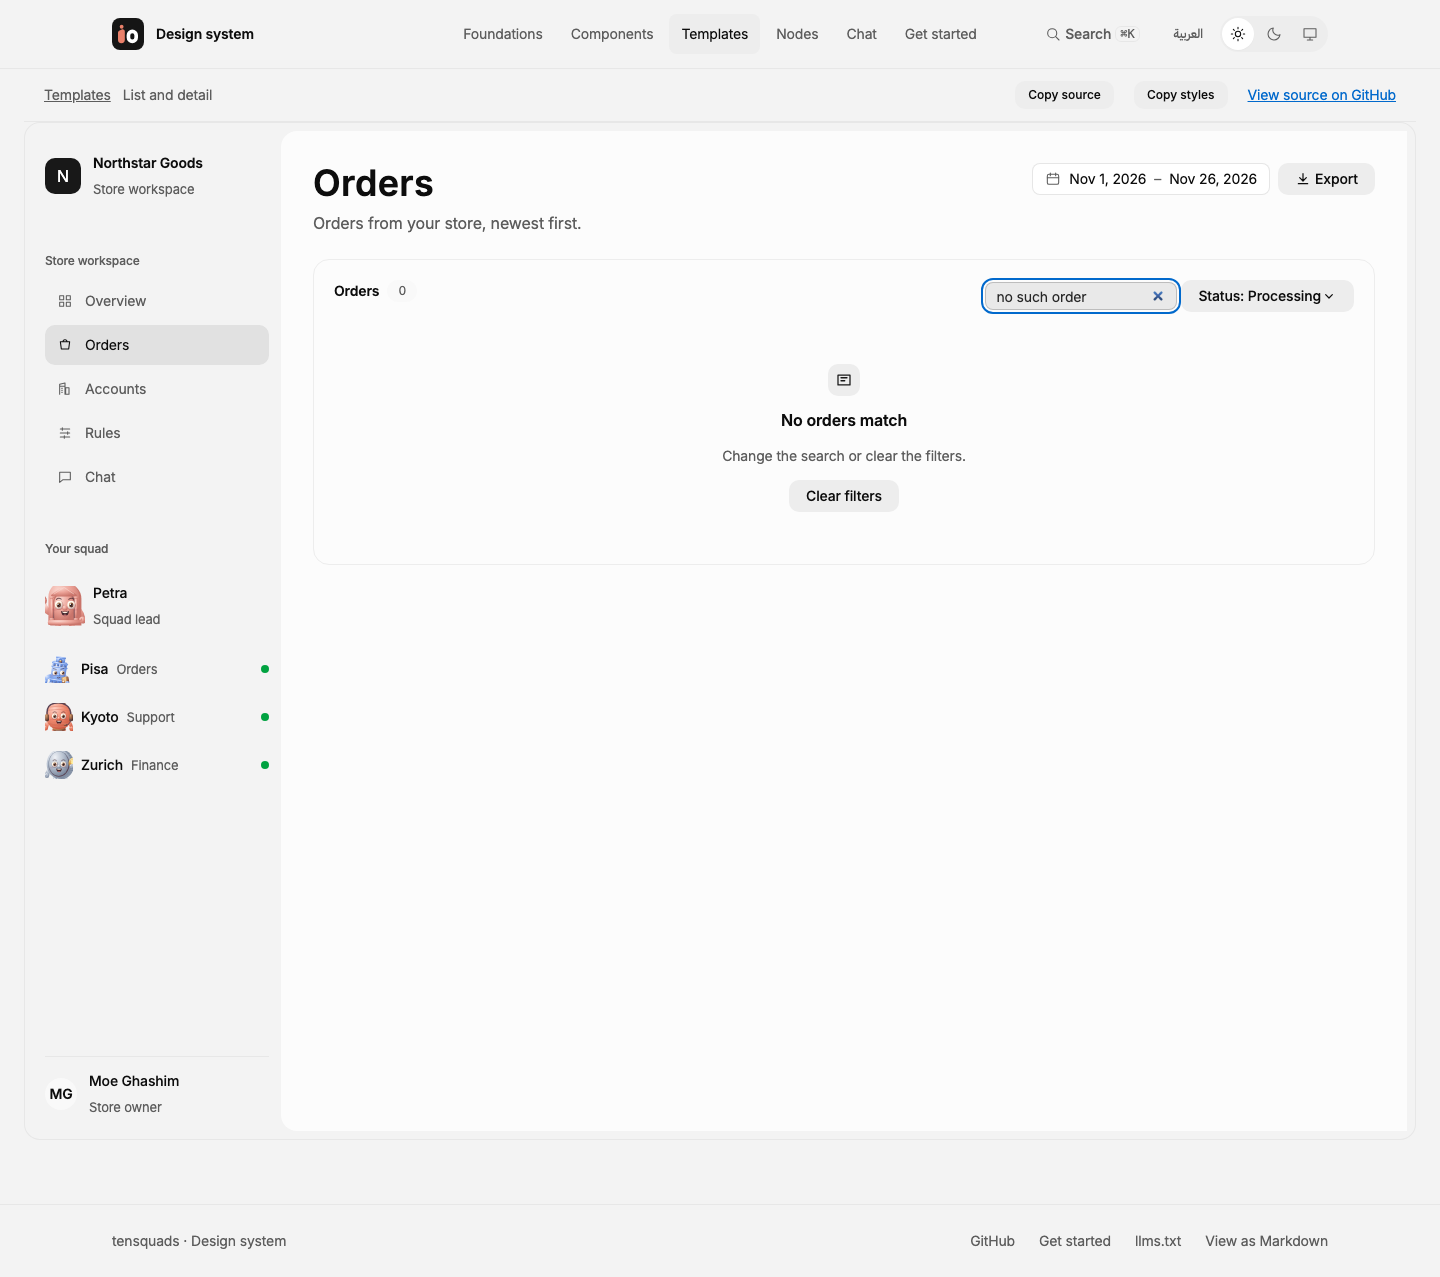 io Design system
Foundations Components Templates Nodes Chat Get started
Search ⌘K العربية
Templates List and detail
Copy source Copy styles View source on GitHub
N Northstar Goods
Store workspace
Store workspace
Overview
Orders
Accounts
Rules
Chat
Your squad
Petra
Squad lead
Pisa Orders
Kyoto Support
Zurich Finance
MG Moe Ghashim
Store owner
Orders
Orders from your store, newest first.
Nov 1, 2026 – Nov 26, 2026 Export
Orders 0
no such order Status: Processing
No orders match
Change the search or clear the filters.
Clear filters
tensquads · Design system
GitHub Get started llms.txt View as Markdown